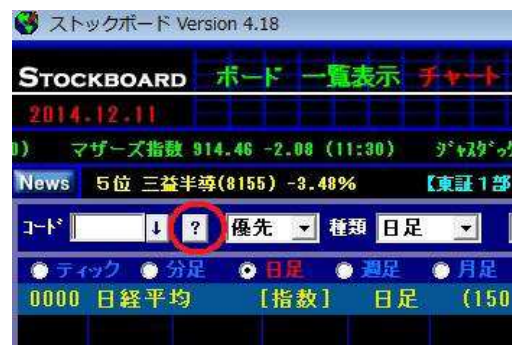 ストックボード Version 4.18
STOCKBOARD ボード 一覧表示 チャート
2014.12.11
) マザーズ指数 914.46 -2.08 (11:30) ジャスダッ
News 5位 三益半導(8155) -3.48% 【東証1部
コード ↓ ? 優先 種類 日足
ティック 分足 日足 週足 月足
0000 日経平均 [指数] 日足 (150